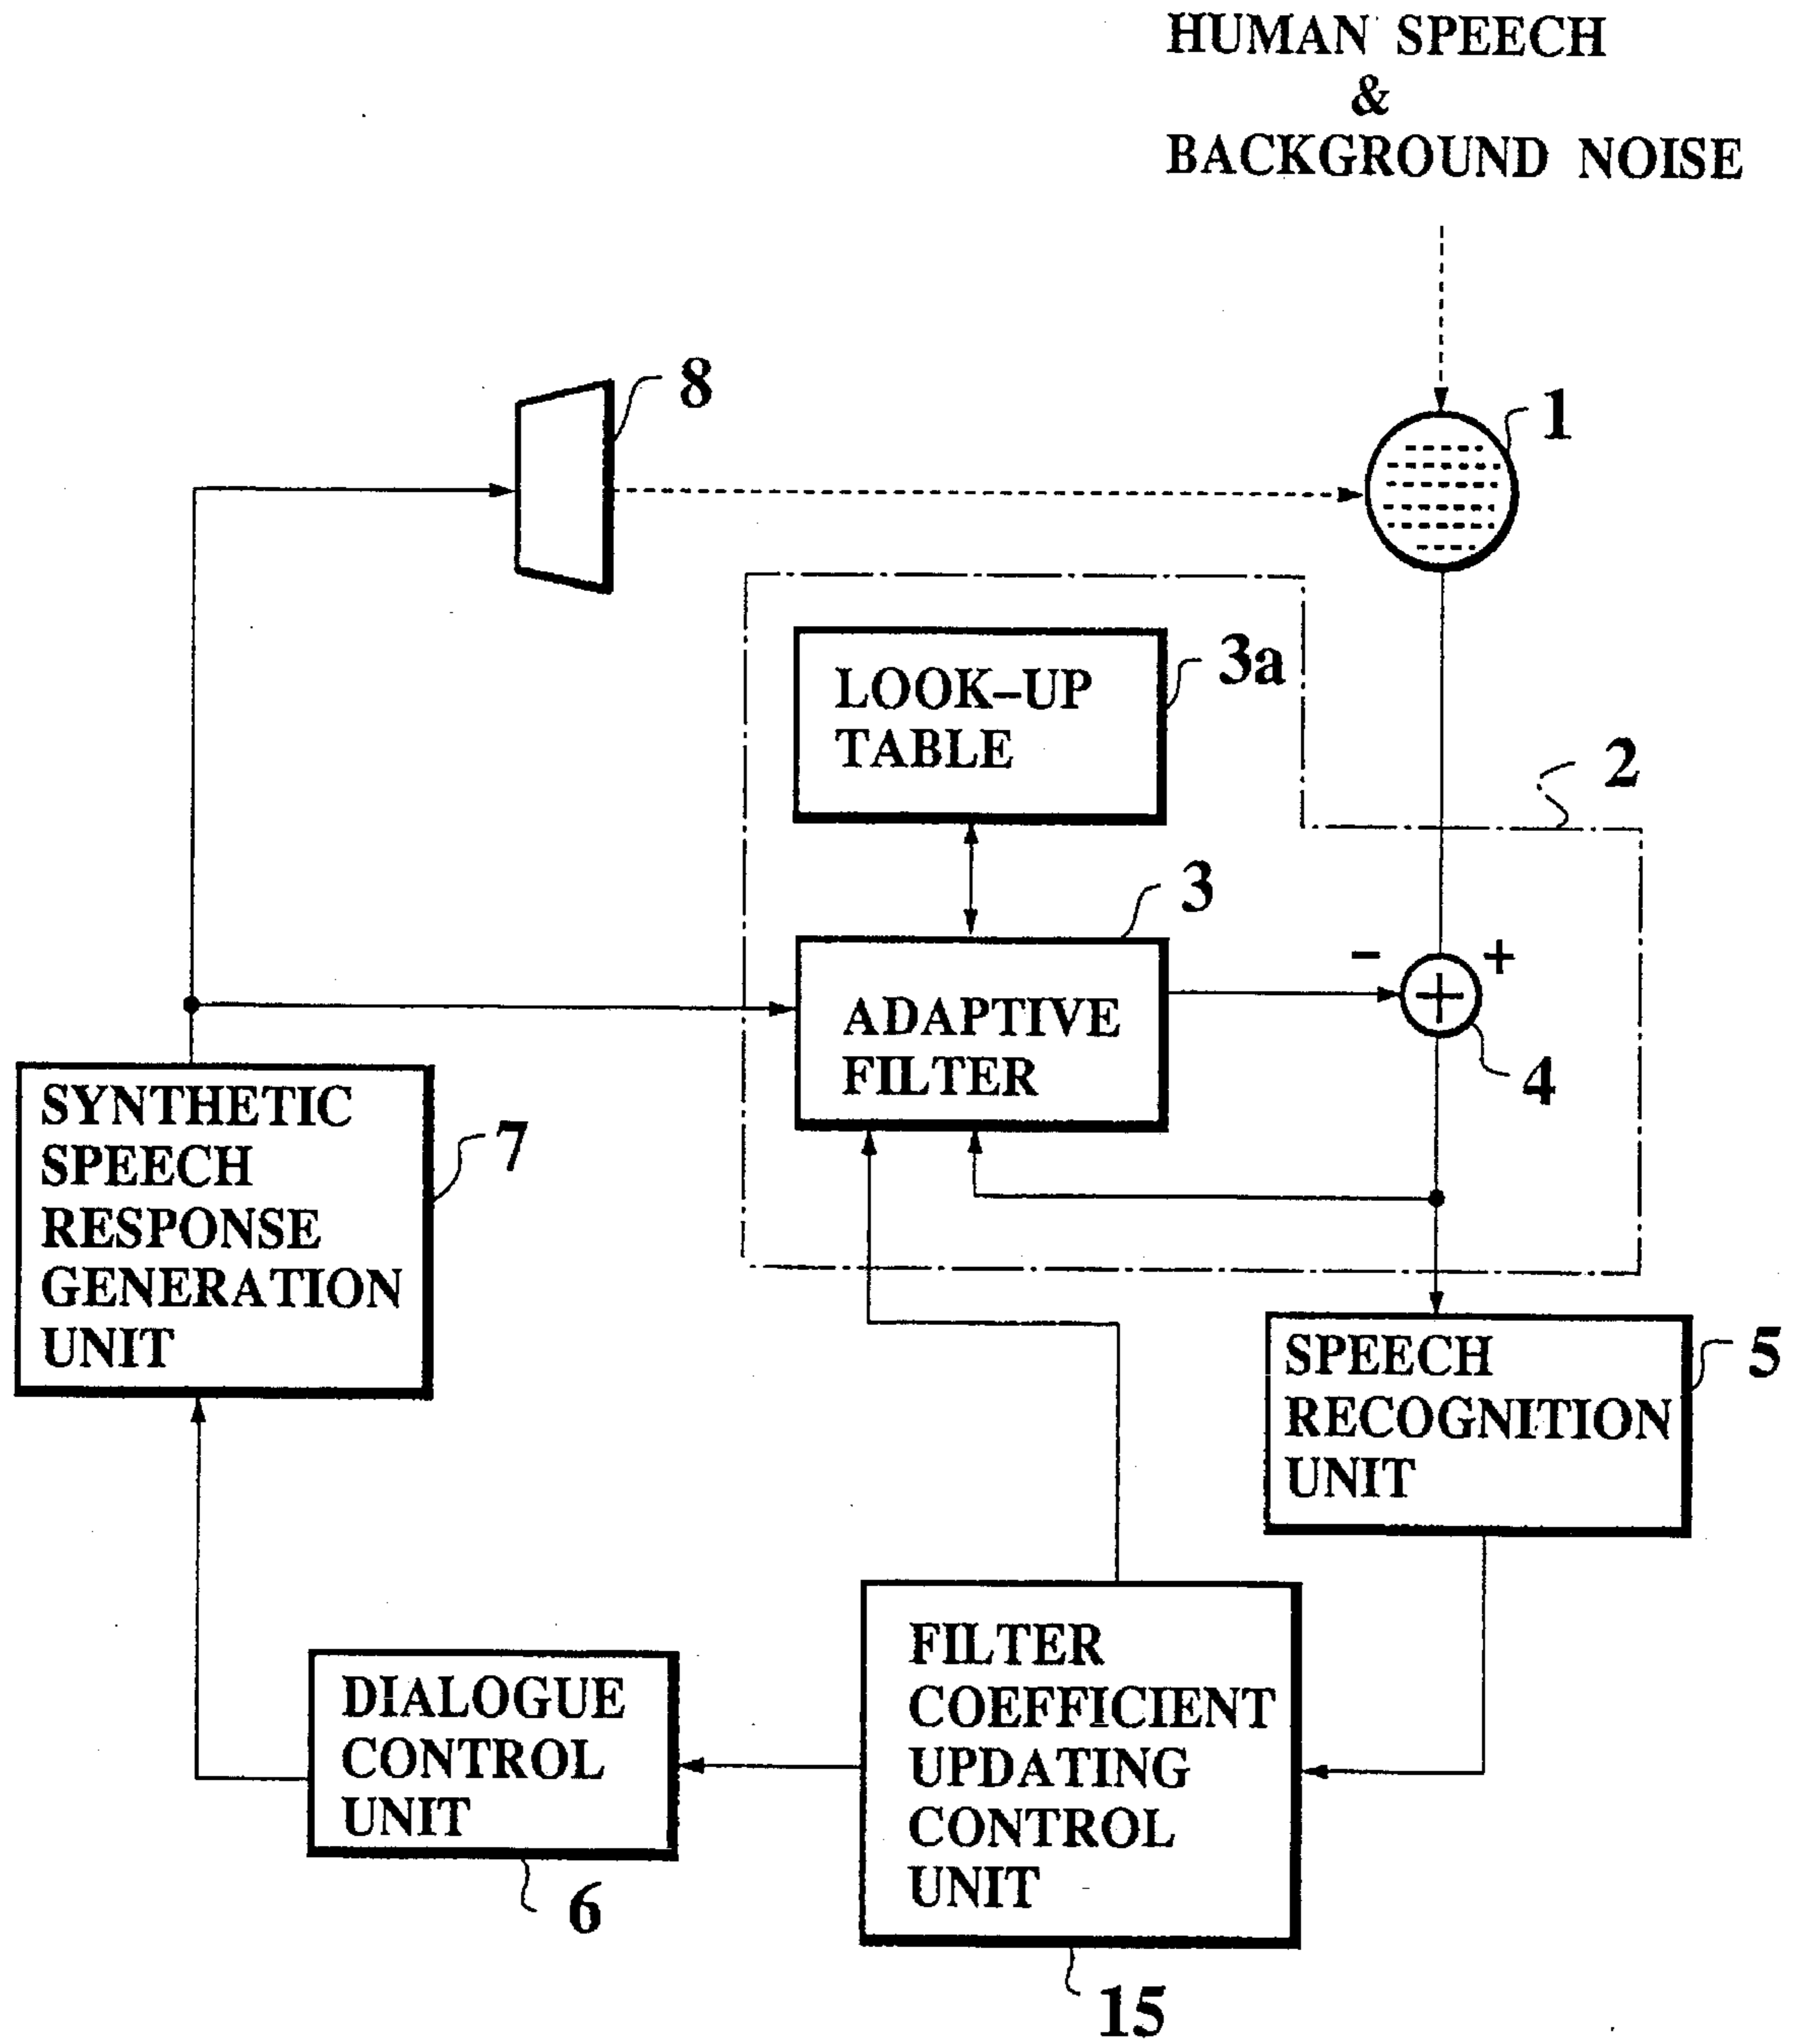 HUMAN SPEECH
&
BACKGROUND NOISE
8
1
LOOK-UP
TABLE
3a
2
3
- +
ADAPTIVE
FILTER
4
SYNTHETIC
SPEECH
RESPONSE
GENERATION
UNIT
7
SPEECH
RECOGNITION
UNIT
5
DIALOGUE
CONTROL
UNIT
6
FILTER
COEFFICIENT
UPDATING
CONTROL
UNIT
15